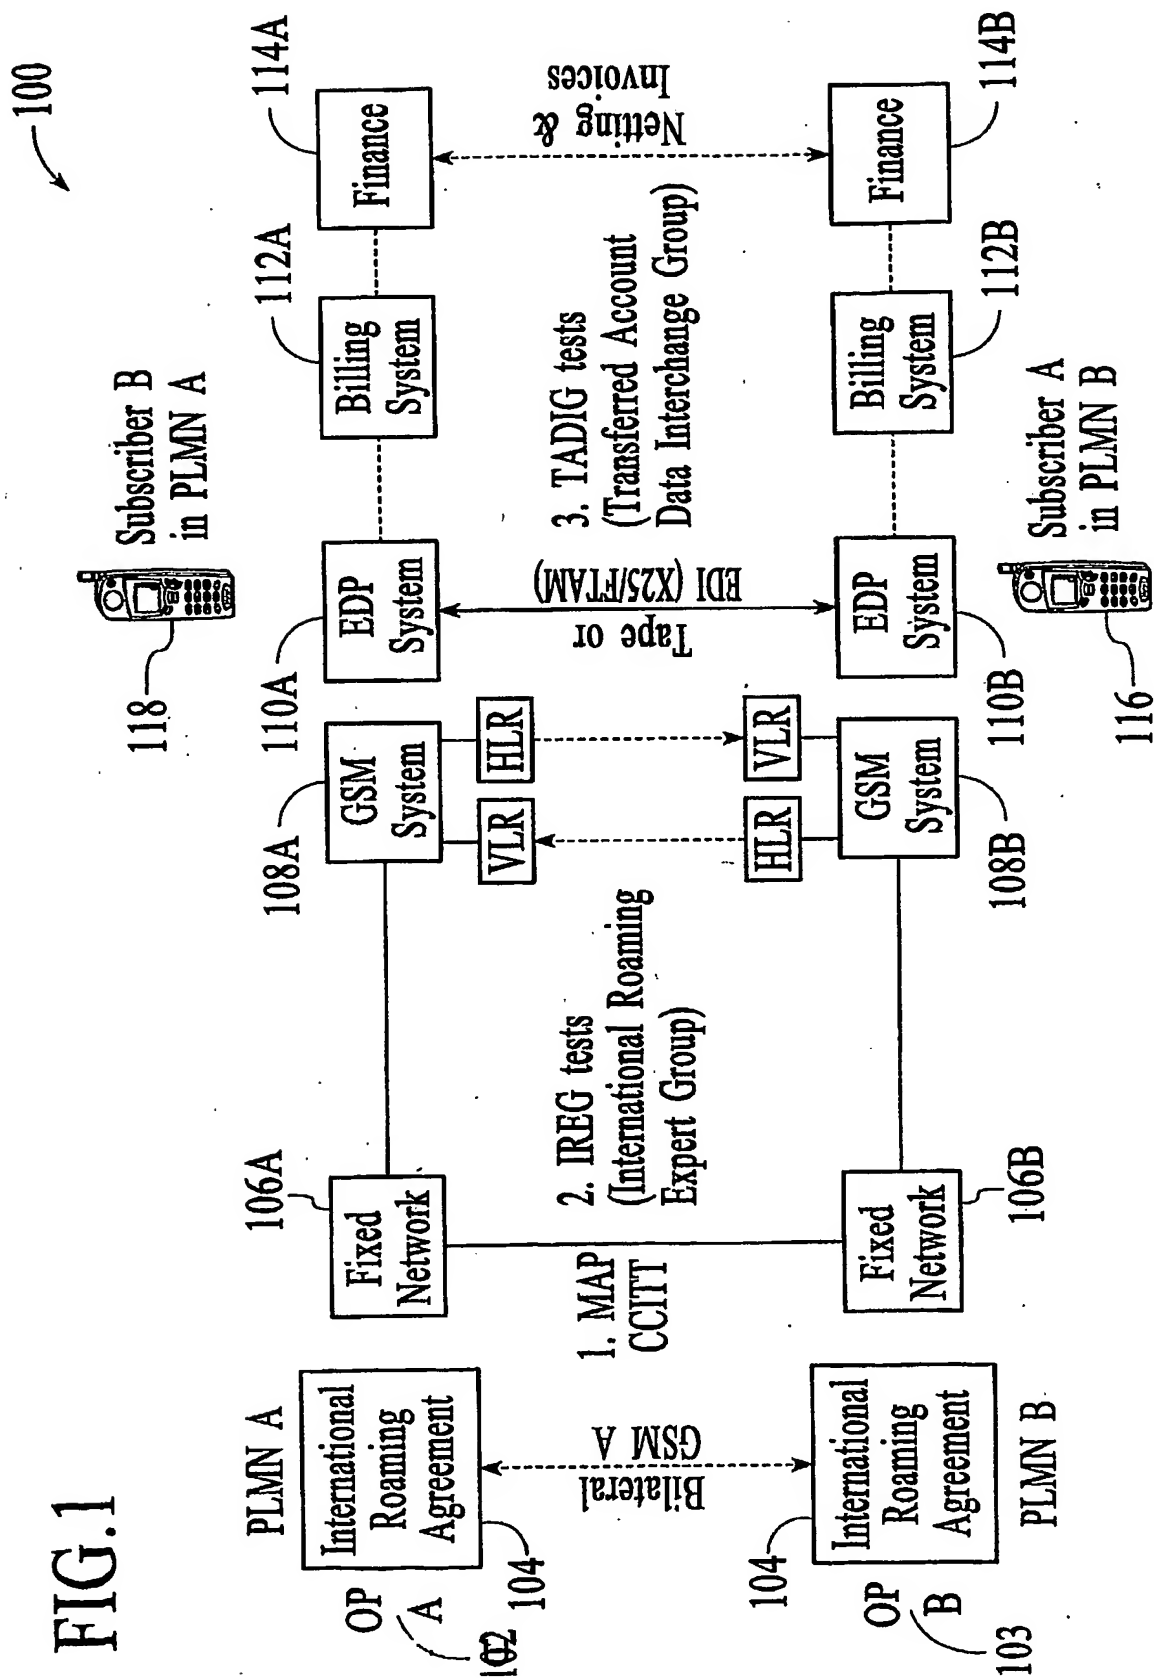 FIG.1
100
PLMN A
OP
A
102
International
Roaming
Agreement
104
106A
Fixed
Network
108A
GSM
System
VLR
HLR
110A
EDP
System
118
Subscriber B
in PLMN A
112A
Billing
System
114A
Finance
Bilateral
GSM A
1. MAP
CCITT
2. IREG tests
(International Roaming
Expert Group)
Tape or
EDI (X25/FTAM)
3. TADIG tests
(Transferred Account
Data Interchange Group)
Netting &
Invoices
OP
B
103
104
International
Roaming
Agreement
PLMN B
Fixed
Network
106B
HLR
VLR
GSM
System
108B
EDP
System
110B
116
Subscriber A
in PLMN B
Billing
System
112B
Finance
114B